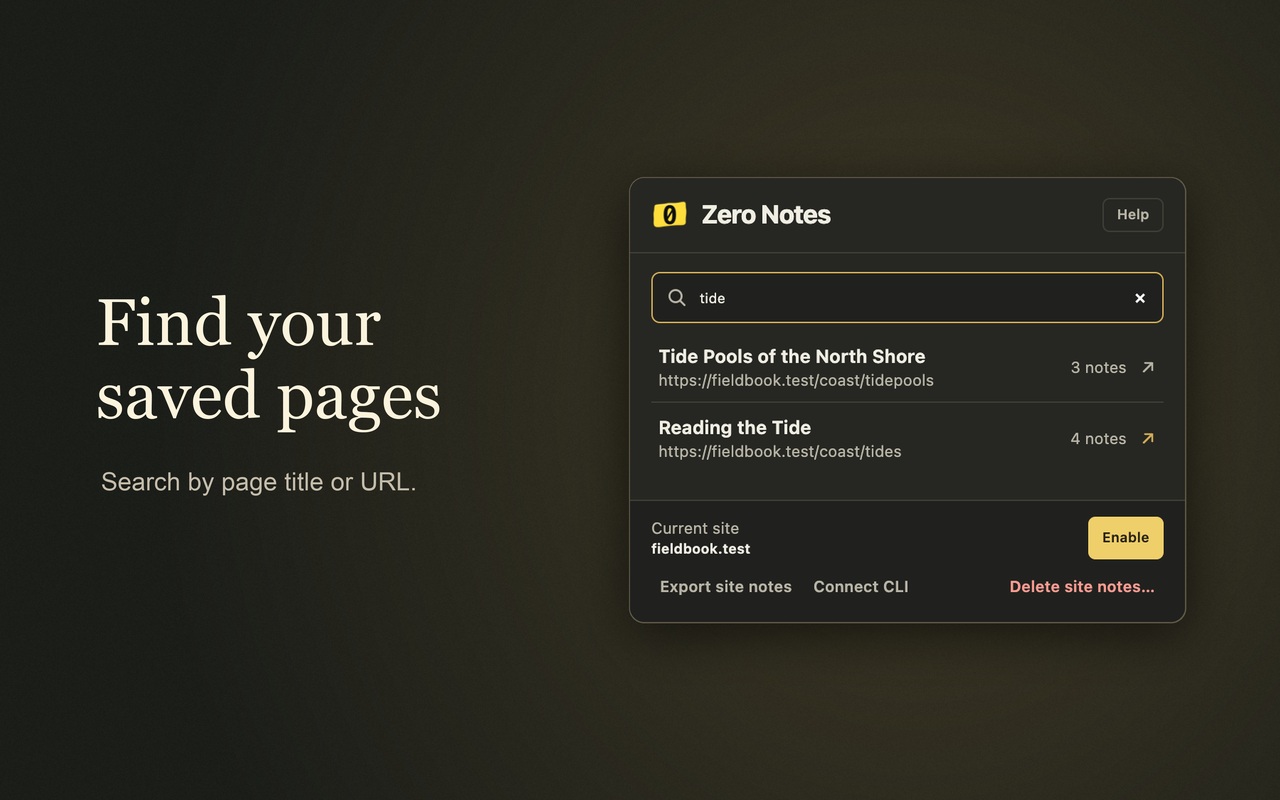 Find your
saved pages
Search by page title or URL.
0 Zero Notes
Help
tide
Tide Pools of the North Shore
https://fieldbook.test/coast/tidepools
3 notes
Reading the Tide
https://fieldbook.test/coast/tides
4 notes
Current site
fieldbook.test
Enable
Export site notes
Connect CLI
Delete site notes...